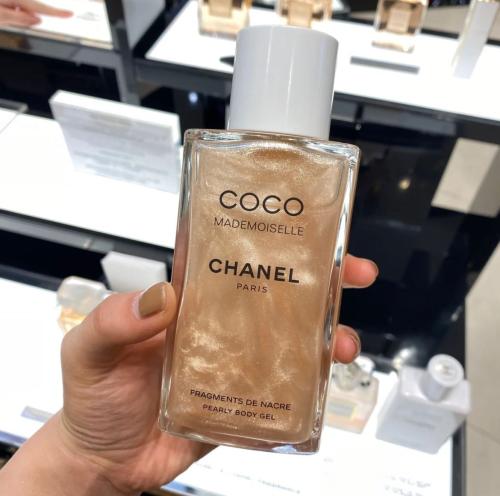 COCO
MADEMOISELLE
CHANEL
PARIS
FRAGMENTS DE NACRE
PEARLY BODY GEL